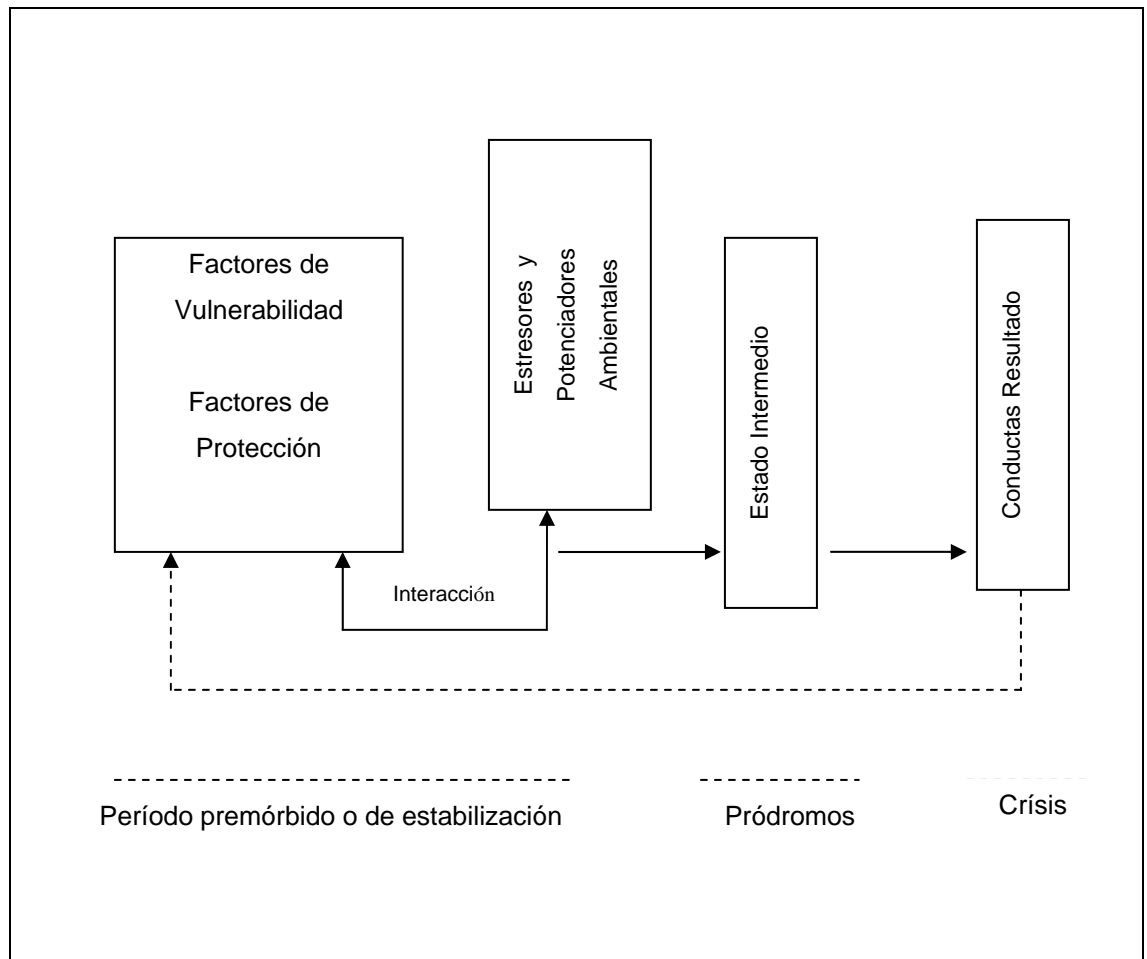 Factores de
Vulnerabilidad
Factores de
Protección
Estresores y
Potenciadores
Ambientales
Estado Intermedio
Conductas Resultado
Interacción
Período premórbido o de estabilización
Pródromos
Crísis